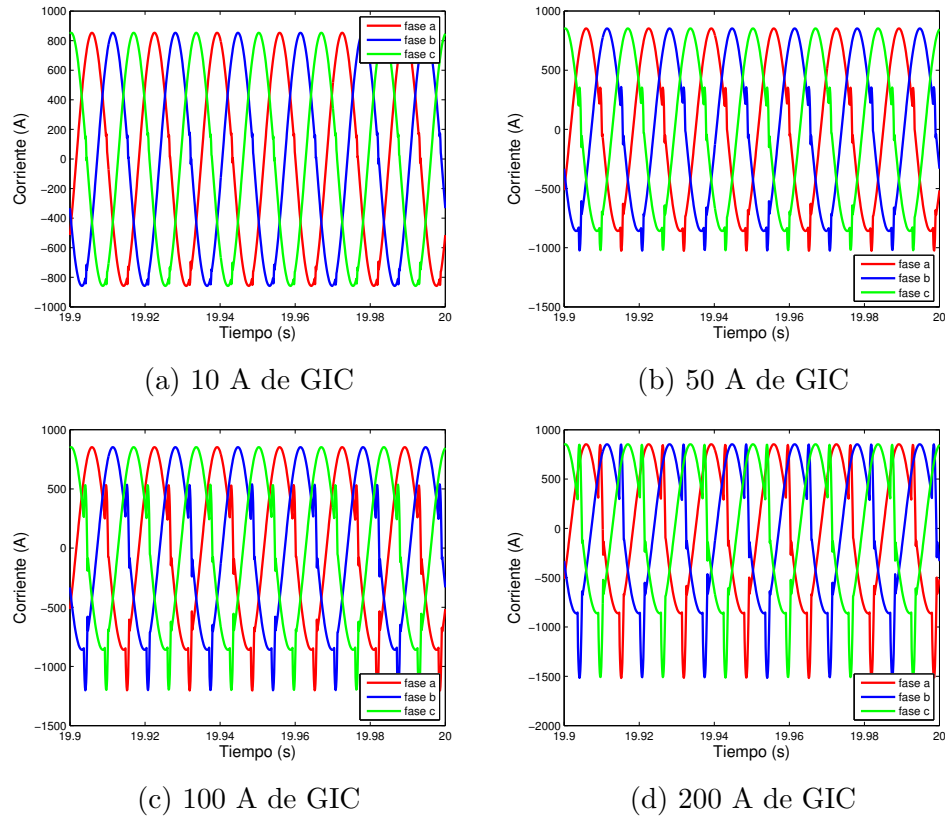 1000
800
600
400
200
0
−200
−400
−600
−800
−1000
Corriente (A)
fase a
fase b
fase c
19.9 19.92 19.94 19.96 19.98 20
Tiempo (s)
(a) 10 A de GIC
1000
500
0
−500
−1000
−1500
Corriente (A)
fase a
fase b
fase c
19.9 19.92 19.94 19.96 19.98 20
Tiempo (s)
(b) 50 A de GIC
1000
500
0
−500
−1000
−1500
Corriente (A)
fase a
fase b
fase c
19.9 19.92 19.94 19.96 19.98 20
Tiempo (s)
(c) 100 A de GIC
1000
500
0
−500
−1000
−1500
−2000
Corriente (A)
fase a
fase b
fase c
19.9 19.92 19.94 19.96 19.98 20
Tiempo (s)
(d) 200 A de GIC